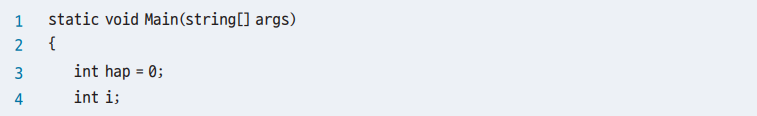 1 static void Main(string[] args)
2 {
3 int hap = 0;
4 int i;